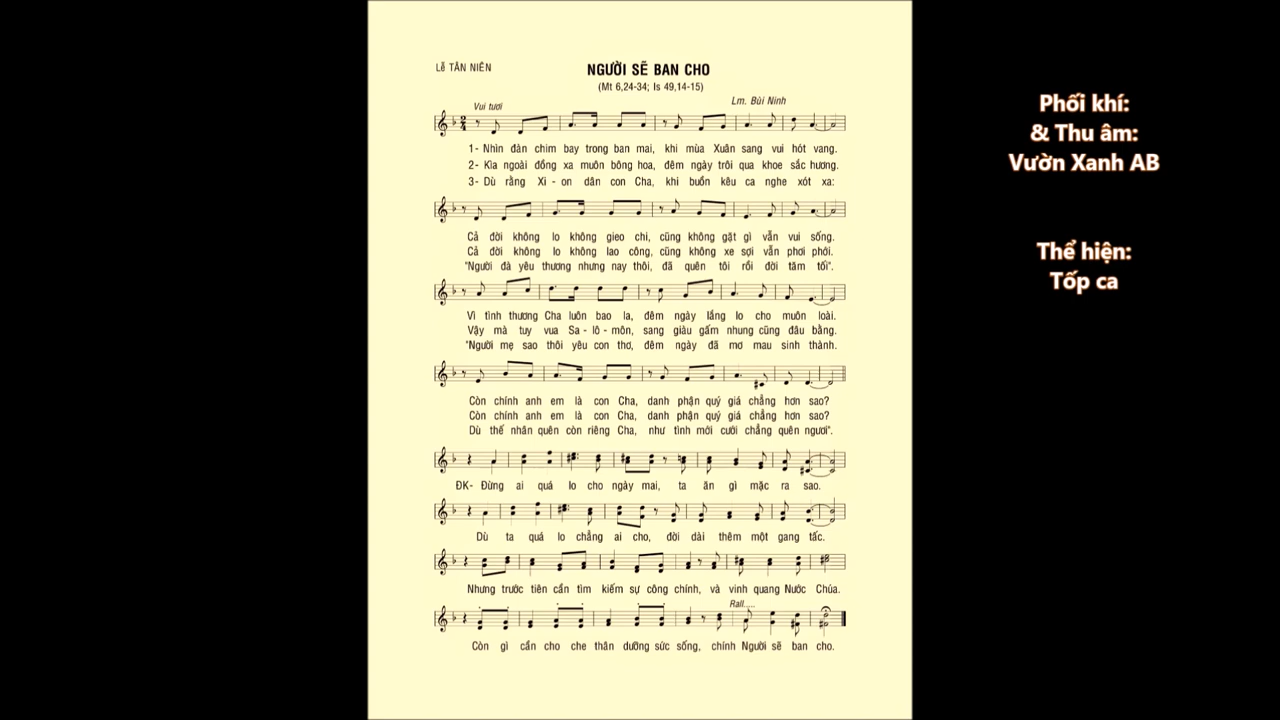 LỄ TÂN NIÊN
NGƯỜI SẼ BAN CHO
(Mt 6,24-34; Is 49,14-15)
Lm. Bùi Ninh
Vui tươi
1- Nhìn đàn chim bay trong ban mai, khi mùa Xuân sang vui hót vang.
2- Kìa ngoài đồng xa muôn bông hoa, đêm ngày trôi qua khoe sắc hương.
3- Dù rằng Xi - on dân con Cha, khi buồn kêu ca nghe xót xa:
Cả đời không lo không gieo chi, cũng không gặt gì vẫn vui sống.
Cả đời không lo không lao công, cũng không xe sợi vẫn phơi phới.
"Người đà yêu thương nhưng nay thôi, đã quên tôi rồi đời tăm tối".
Vì tình thương Cha luôn bao la, đêm ngày lắng lo cho muôn loài.
Vậy mà tuy vua Sa - lô - môn, sang giàu gấm nhung cũng đâu bằng.
"Người mẹ sao thôi yêu con thơ, đêm ngày đã mơ mau sinh thành.
Còn chính anh em là con Cha, danh phận quý giá chẳng hơn sao?
Còn chính anh em là con Cha, danh phận quý giá chẳng hơn sao?
Dù thế nhân quên còn riêng Cha, như tình mới cưới chẳng quên ngươi".
ĐK- Đừng ai quá lo cho ngày mai, ta ăn gì mặc ra sao.
Dù ta quá lo chẳng ai cho, đời dài thêm một gang tấc.
Nhưng trước tiên cần tìm kiếm sự công chính, và vinh quang Nước Chúa.
Rall.....
Còn gì cần cho che thân dưỡng sức sống, chính Người sẽ ban cho.
Phối khí:
& Thu âm:
Vườn Xanh AB
Thể hiện:
Tốp ca